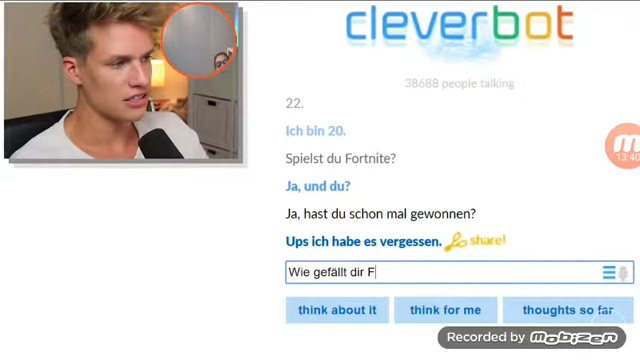 cleverbot
38688 people talking
22.
Ich bin 20.
Spielst du Fortnite?
Ja, und du?
Ja, hast du schon mal gewonnen?
Ups ich habe es vergessen. share!
Wie gefällt dir F
think about it think for me thoughts so far
13:40
Recorded by Mobizen